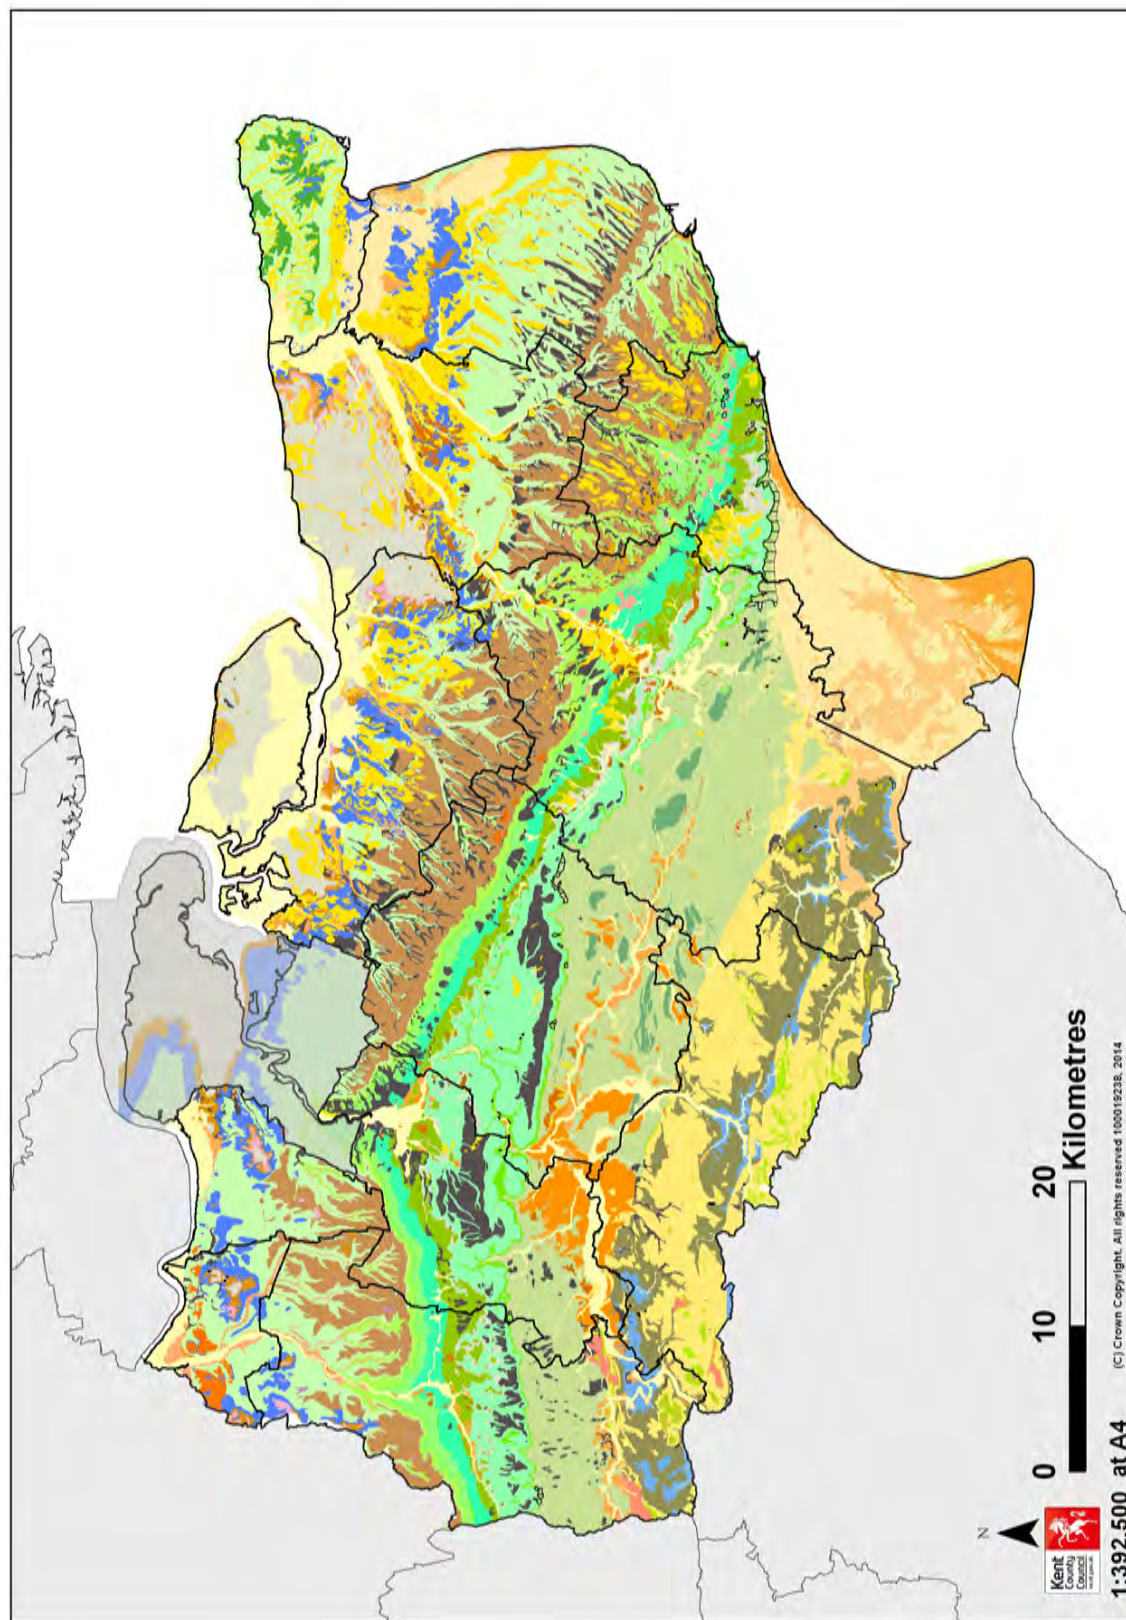 0 10 20
Kilometres
N
Kent
County
Council
1:392,500 at A4
(C) Crown Copyright. All rights reserved 100019238, 2014